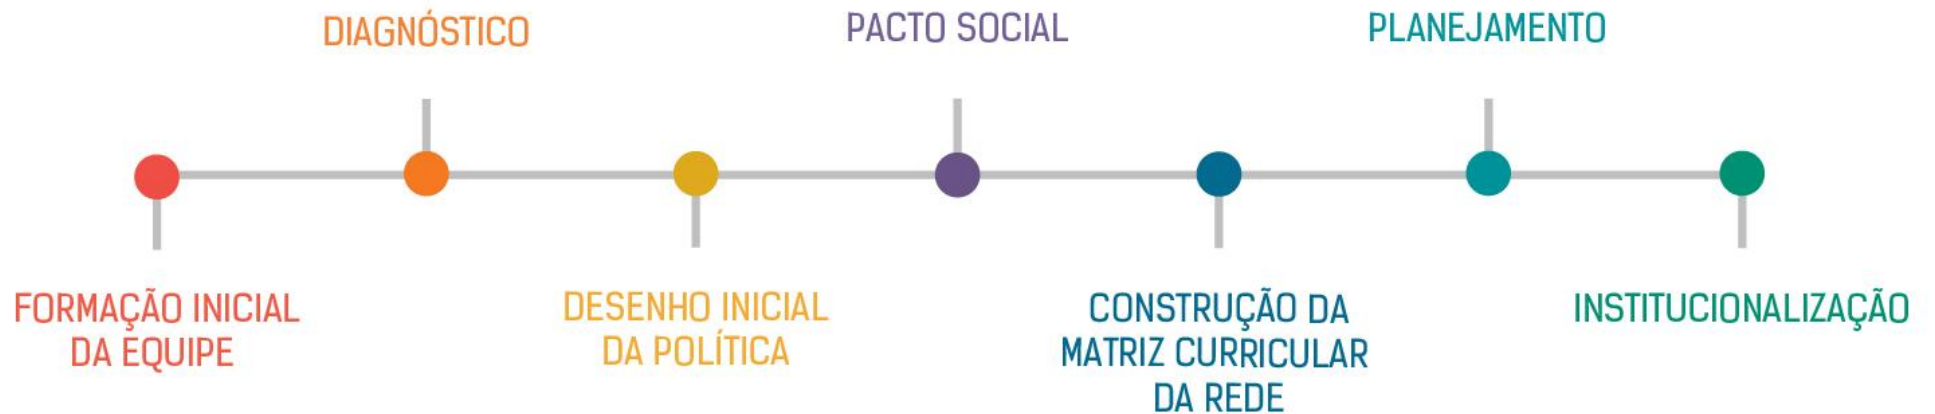 FORMAÇÃO INICIAL
DA EQUIPE
DIAGNÓSTICO
DESENHO INICIAL
DA POLÍTICA
PACTO SOCIAL
CONSTRUÇÃO DA
MATRIZ CURRICULAR
DA REDE
PLANEJAMENTO
INSTITUCIONALIZAÇÃO